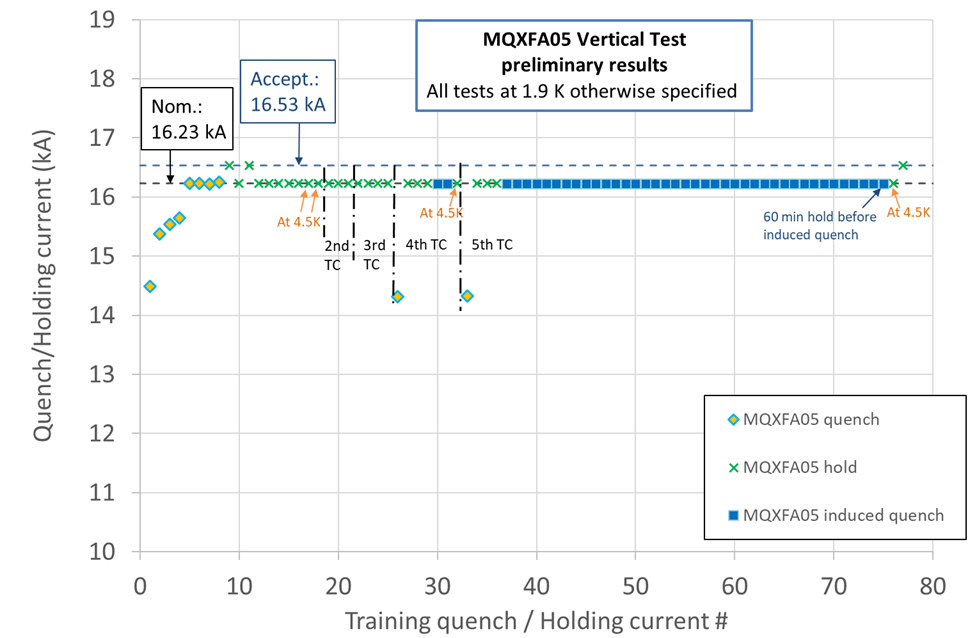 MQXFA05 Vertical Test
preliminary results
All tests at 1.9 K otherwise specified
Accept.:
16.53 kA
Nom.:
16.23 kA
Quench/Holding current (kA)
19
18
17
16
15
14
13
12
11
10
At 4.5K
At 4.5K
At 4.5K
60 min hold before
induced quench
2nd
TC
3rd
TC
4th TC
5th TC
MQXFA05 quench
MQXFA05 hold
MQXFA05 induced quench
0 10 20 30 40 50 60 70 80
Training quench / Holding current #